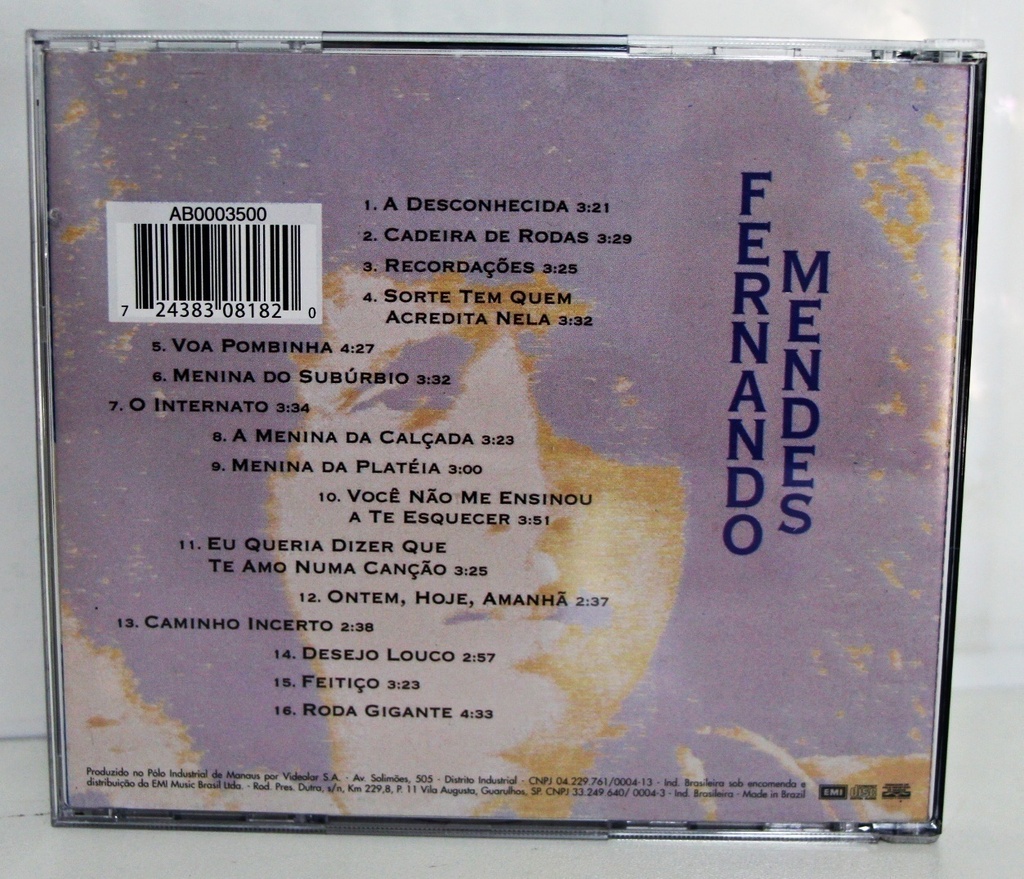 AB0003500
7 24383 08182 0
1. A DESCONHECIDA 3:21
2. CADEIRA DE RODAS 3:29
3. RECORDAÇÕES 3:25
4. SORTE TEM QUEM
ACREDITA NELA 3:32
5. VOA POMBINHA 4:27
6. MENINA DO SUBÚRBIO 3:32
7. O INTERNATO 3:34
8. A MENINA DA CALÇADA 3:23
9. MENINA DA PLATÉIA 3:00
10. VOCÊ NÃO ME ENSINOU
A TE ESQUECER 3:51
11. EU QUERIA DIZER QUE
TE AMO NUMA CANÇÃO 3:25
12. ONTEM, HOJE, AMANHÃ 2:37
13. CAMINHO INCERTO 2:38
14. DESEJO LOUCO 2:57
15. FEITIÇO 3:23
16. RODA GIGANTE 4:33
FERNANDO
MENDES
Produzido no Pólo Industrial de Manaus por Videolar S.A. · Av. Solimões, 505 · Distrito Industrial · CNPJ 04.229.761/0004-13 · Ind. Brasileira sob encomenda e
distribuição da EMI Music Brasil Ltda. · Rod. Pres. Dutra, s/n, Km 229,8, P. 11 Vila Augusta, Guarulhos, SP. CNPJ 33.249.640/ 0004-3 · Ind. Brasileira · Made in Brazil
EMI